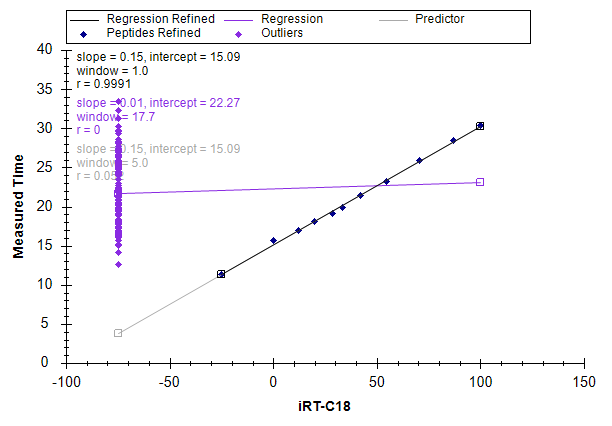 Regression Refined Regression Predictor
Peptides Refined Outliers
slope = 0.15, intercept = 15.09
window = 1.0
r = 0.9991
slope = 0.01, intercept = 22.27
window = 17.7
r = 0
slope = 0.15, intercept = 15.09
window = 5.0
r = 0.05
40
35
30
25
20
15
10
5
0
Measured Time
-100 -50 0 50 100 150
iRT-C18